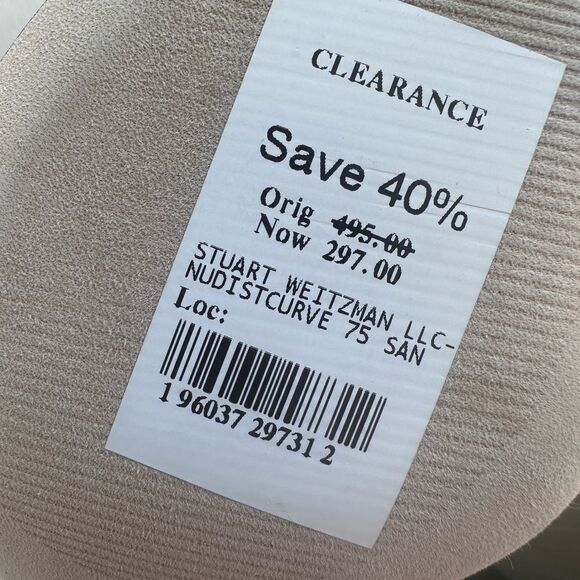 CLEARANCE
Save 40%
Orig 495.00
Now 297.00
STUART WEITZMAN LLC-
NUDISTCURVE 75 SAN
Loc:
1 96037 29731 2